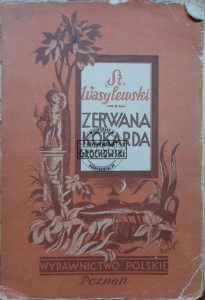 St.
Wasylewski
ZERWANA
KOKARDA
GROCHOWSKI
WYDAWNICTWO POLSKIE
Poznań